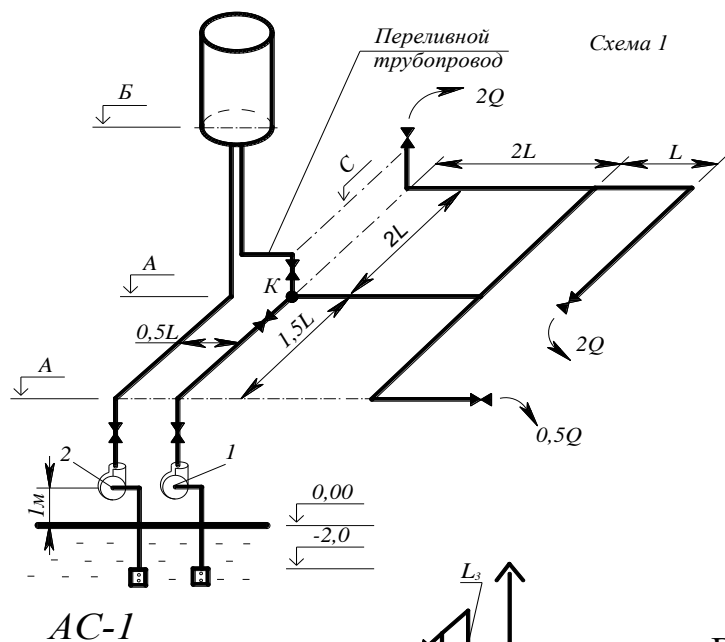 Переливной
трубопровод
Схема 1
Б
2Q
2L
L
С
2L
А
К
0,5L
1,5L
2Q
А
0,5Q
2
1
1м
0,00
-2,0
L₃
АС-1